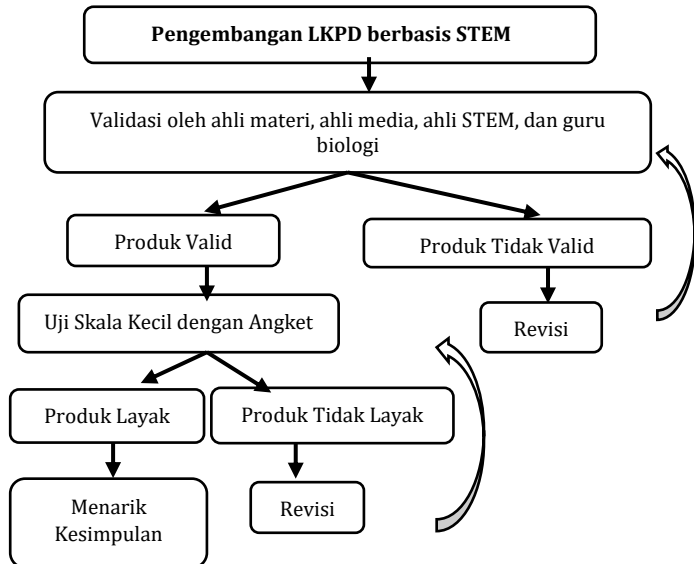 Pengembangan LKPD berbasis STEM
Validasi oleh ahli materi, ahli media, ahli STEM, dan guru
biologi
Produk Valid
Produk Tidak Valid
Uji Skala Kecil dengan Angket
Revisi
Produk Layak
Produk Tidak Layak
Menarik
Kesimpulan
Revisi